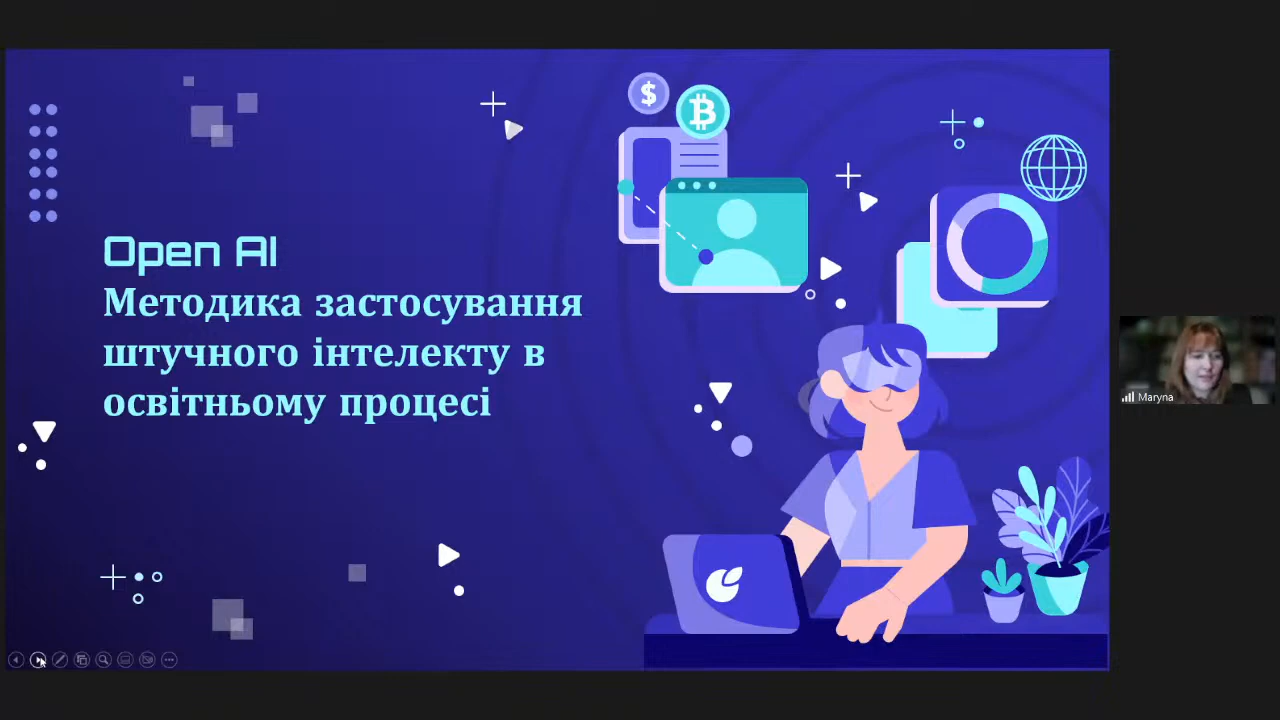 Open AI
Методика застосування
штучного інтелекту в
освітньому процесі
$
₿
Maryna